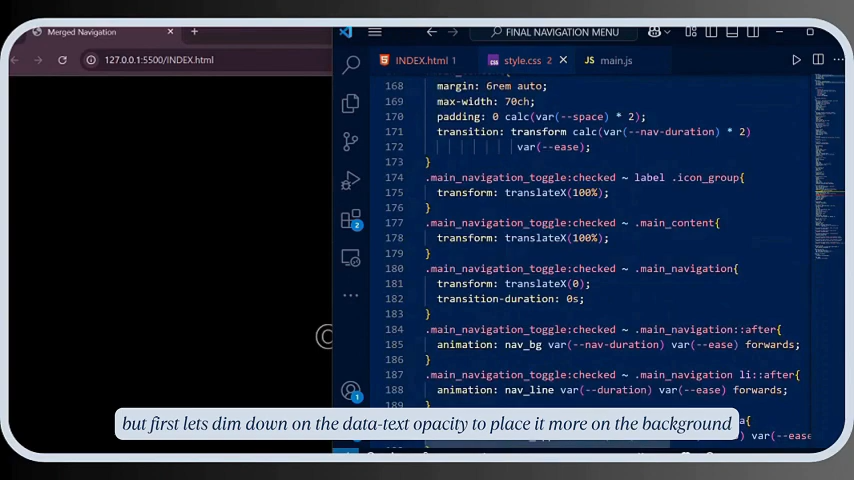 Merged Navigation
FINAL NAVIGATION MENU
127.0.0.1:5500/INDEX.html
INDEX.html 1
style.css 2
main.js
168 margin: 6rem auto;
169 max-width: 70ch;
170 padding: 0 calc(var(--space) * 2);
171 transition: transform calc(var(--nav-duration) * 2)
172 var(--ease);
173 }
174 .main_navigation_toggle:checked ~ label .icon_group{
175 transform: translateX(100%);
176 }
177 .main_navigation_toggle:checked ~ .main_content{
178 transform: translateX(100%);
179 }
180 .main_navigation_toggle:checked ~ .main_navigation{
181 transform: translateX(0);
182 transition-duration: 0s;
183 }
184 .main_navigation_toggle:checked ~ .main_navigation::after{
185 animation: nav_bg var(--nav-duration) var(--ease) forwards;
186 }
187 .main_navigation_toggle:checked ~ .main_navigation li::after{
188 animation: nav_line var(--duration) var(--ease) forwards;
189 }
but first lets dim down on the data-text opacity to place it more on the background